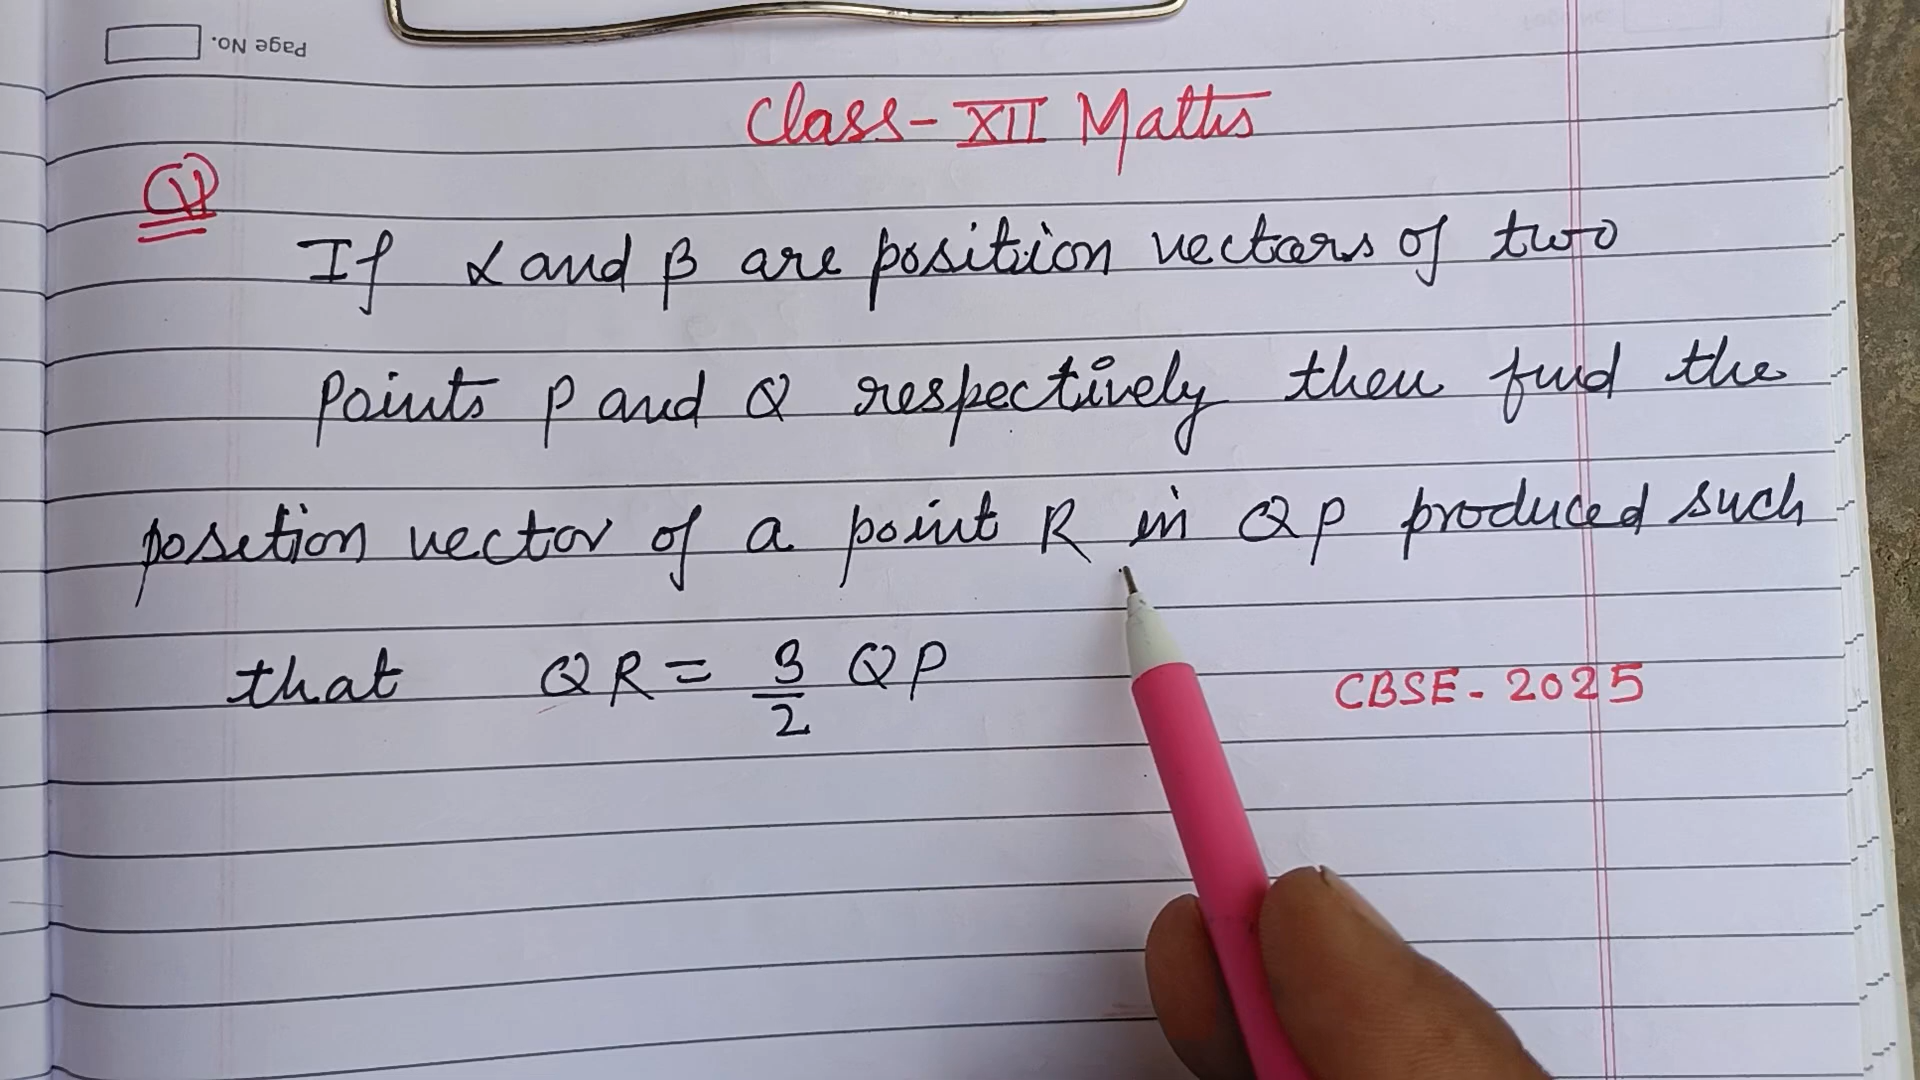 Page No.
Class-XII Maths
Q
If α and β are position vectors of two
Points P and Q respectively then find the
position vector of a point R in QP produced such
that QR = 3/2 QP
CBSE-2025